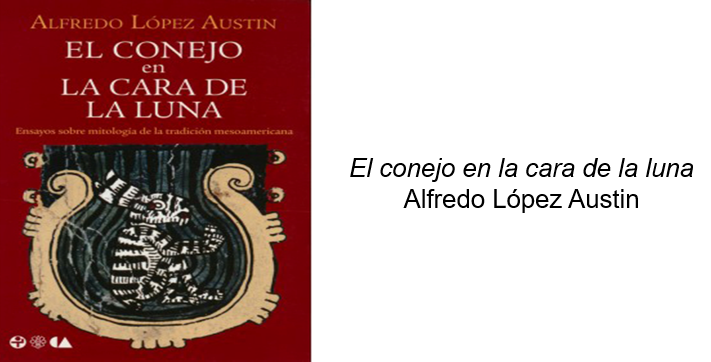 ALFREDO LÓPEZ AUSTIN
EL CONEJO
en
LA CARA DE
LA LUNA
Ensayos sobre mitología de la tradición mesoamericana
El conejo en la cara de la luna
Alfredo López Austin